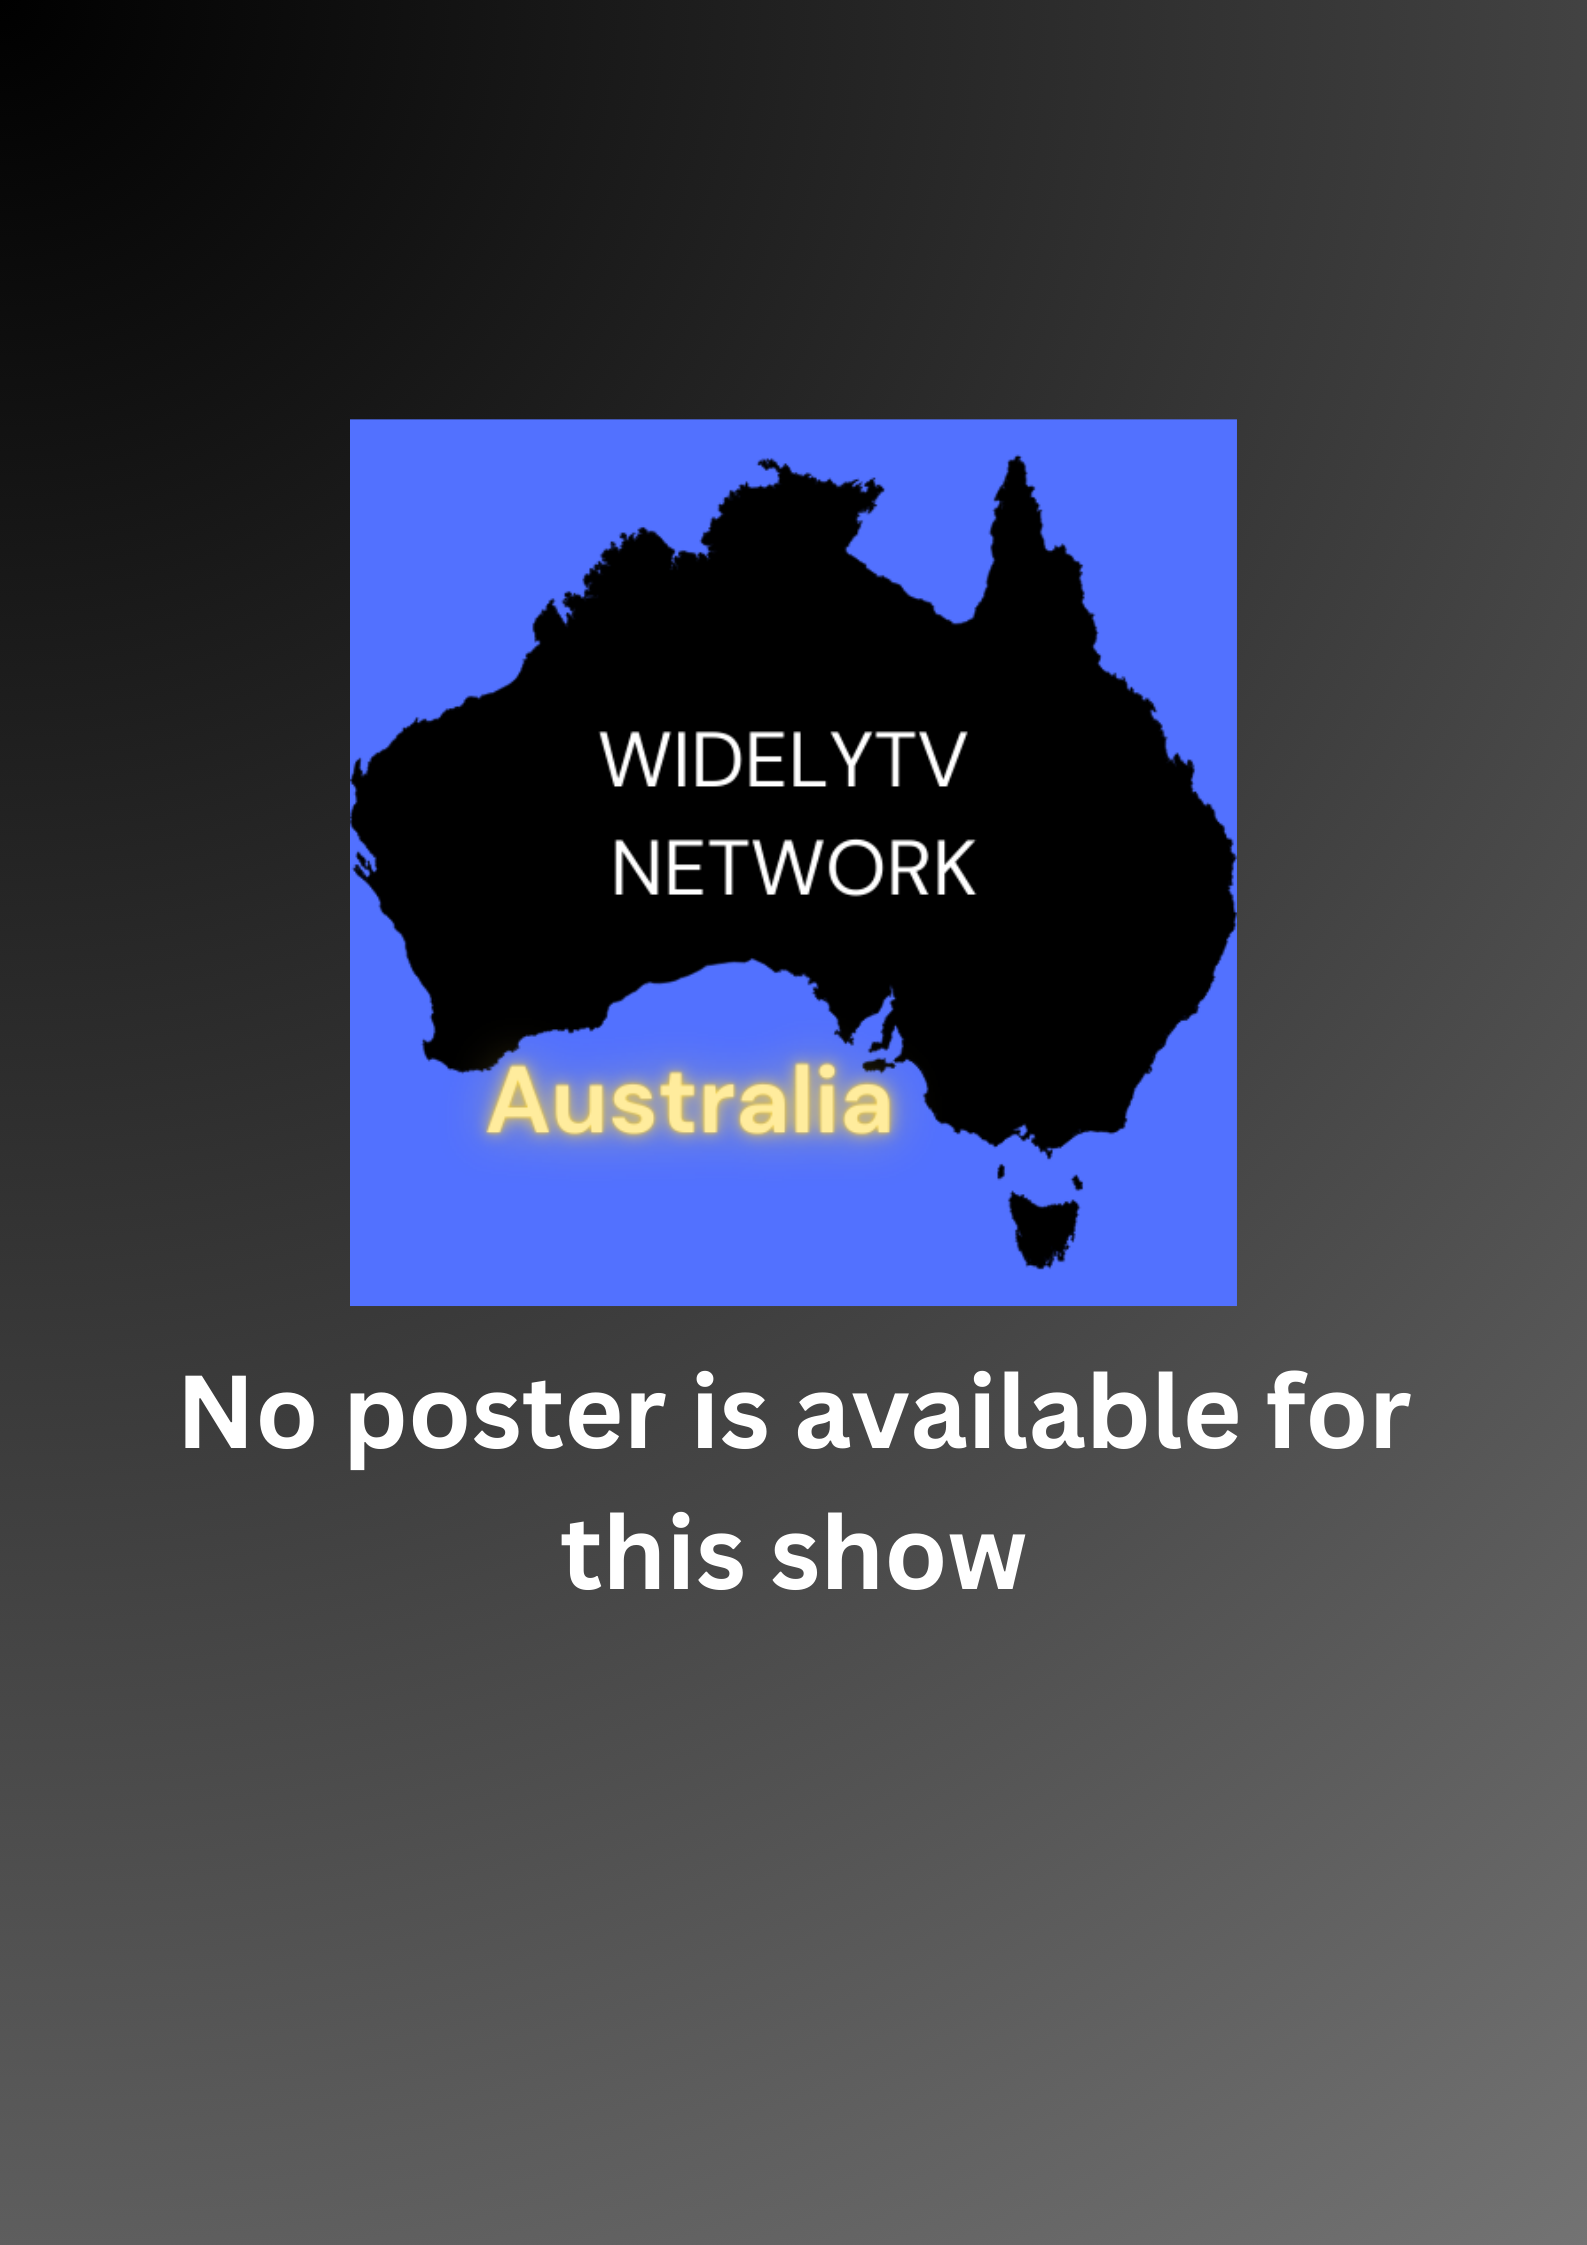 WIDELYTV
NETWORK
Australia
No poster is available for
this show